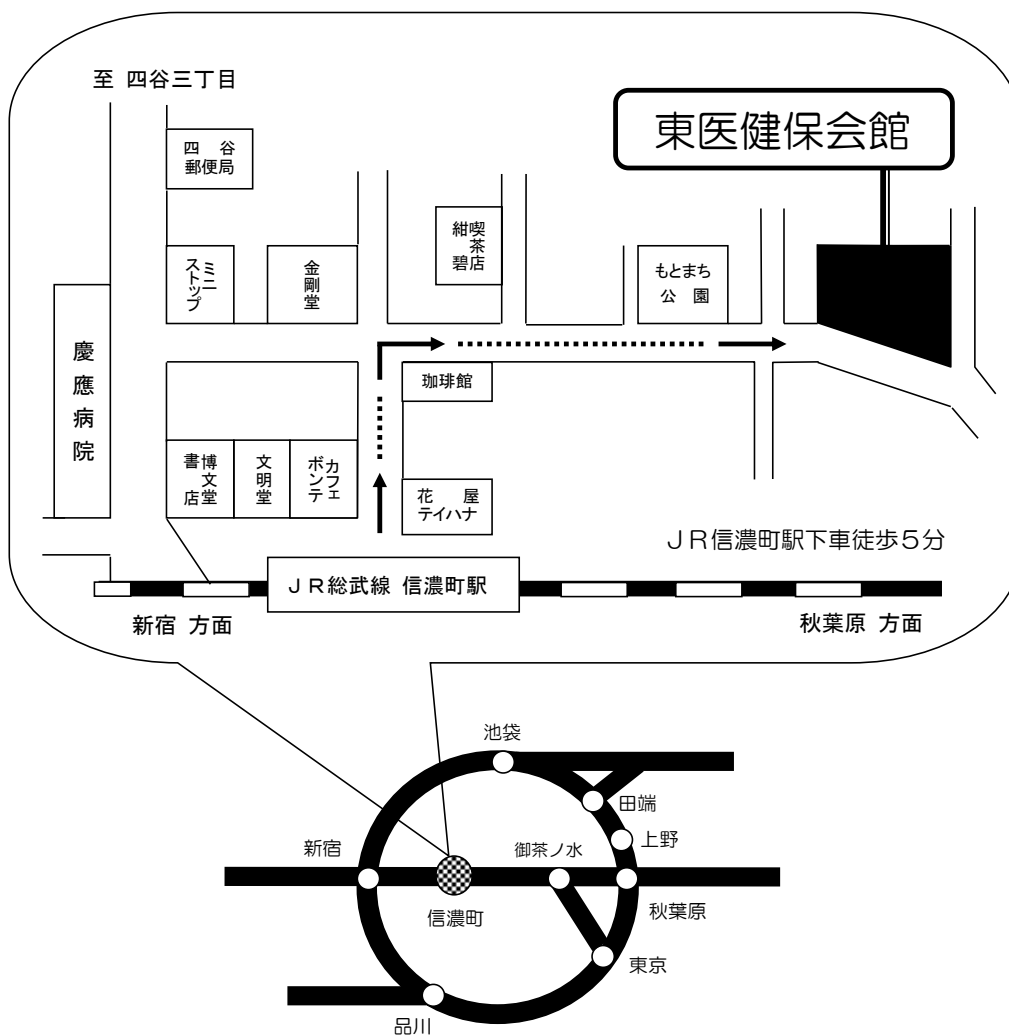 至 四谷三丁目
東医健保会館
四 谷
郵便局
喫茶店
紺碧
ミニ
ストップ
金剛堂
もとまち
公 園
慶應病院
珈琲館
博文堂
書店
文明堂
カフェ
ボンテ
花 屋
テイハナ
JR信濃町駅下車徒歩5分
JR総武線 信濃町駅
新宿 方面
秋葉原 方面
池袋
田端
上野
新宿
御茶ノ水
信濃町
秋葉原
東京
品川